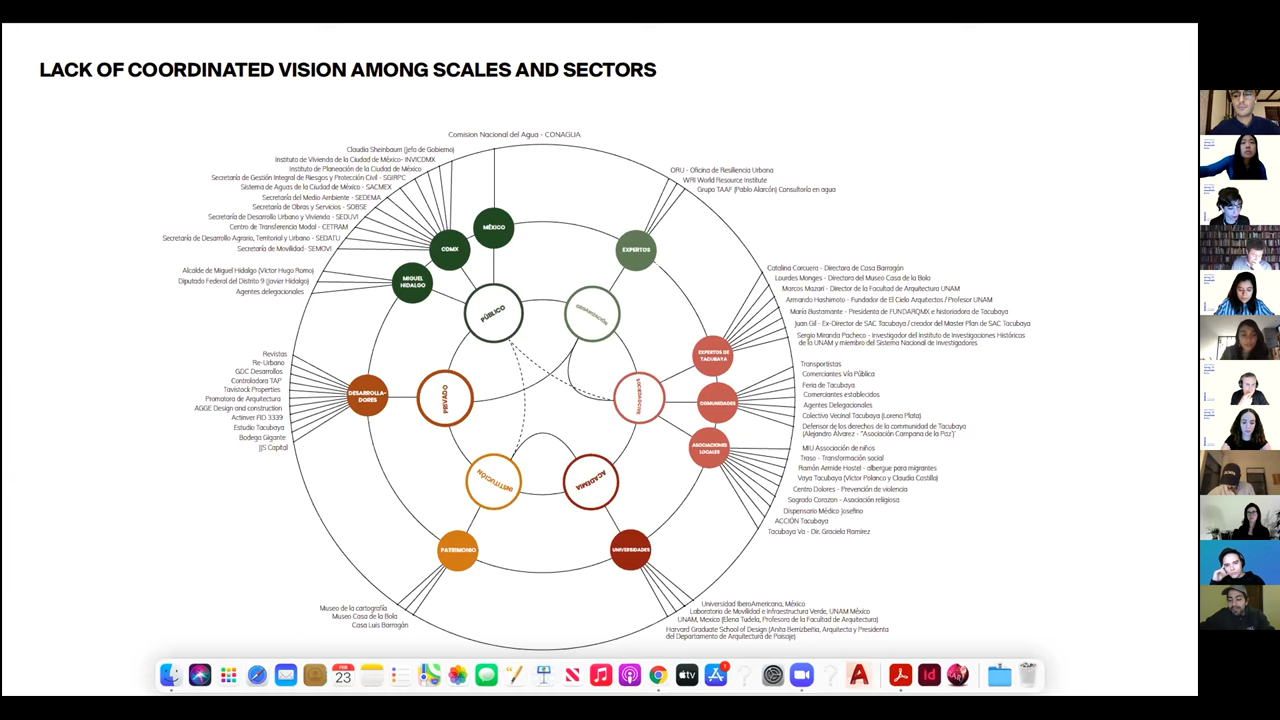 LACK OF COORDINATED VISION AMONG SCALES AND SECTORS
Comision Nacional del Agua - CONAGUA
Claudia Sheinbaum (Jefa de Gobierno)
Instituto de Vivienda de la Ciudad de México- INVICDMX
Instituto de Planeación de la Ciudad de México
Secretaría de Gestión Integral de Riesgos y Protección Civil - SGIRPC
Sistema de Aguas de la Ciudad de México - SACMEX
Secretaría del Medio Ambiente - SEDEMA
Secretaría de Obras y Servicios - SOBSE
Secretaría de Desarrollo Urbano y Vivienda - SEDUVI
Centro de Transferencia Modal - CETRAM
Secretaría de Desarrollo Agrario, Territorial y Urbano - SEDATU
Secretaría de Movilidad- SEMOVI
Alcalde de Miguel Hidalgo (Víctor Hugo Romo)
Diputado Federal del Distrito 9 (Javier Hidalgo)
Agentes delegacionales
Revistas
Re-Urbano
GDC Desarrollos
Controladora TAP
Tavistock Properties
Promotora de Arquitectura
AGGE Design and construction
Actinver FID 3339
Estudio Tacubaya
Bodega Gigante
JJS Capital
Museo de la cartografía
Museo Casa de la Bola
Casa Luis Barragán
MÉXICO
CDMX
MIGUEL
HIDALGO
PÚBLICO
DESARROLLA-
DORES
PRIVADO
INSTITUCIÓN
PATRIMONIO
ACADEMIA
UNIVERSIDADES
EXPERTOS
ORGANIZACIÓN
EXPERTOS DE
TACUBAYA
COMUNIDADES
ASOCIACIONES
LOCALES
ORU - Oficina de Resiliencia Urbana
WRI World Resource Institute
Grupo TAAF (Pablo Alarcón) Consultoría en agua
Catalina Corcuera - Directora de Casa Barragán
Lourdes Monges - Directora del Museo Casa de la Bola
Marcos Mazari - Director de la Facultad de Arquitectura UNAM
Armando Hashimoto - Fundador de El Cielo Arquitectos / Profesor UNAM
María Bustamante - Presidenta de FUNDARQMX e historiadora de Tacubaya
Juan Gil - Ex-Director de SAC Tacubaya / creador del Master Plan de SAC Tacubaya
Sergio Miranda Pacheco - Investigador del Instituto de Investigaciones Históricas
de lo UNAM y miembro del Sistema Nacional de Investigadores
Transportistas
Comerciantes Vía Pública
Feria de Tacubaya
Comerciantes establecidos
Agentes Delegacionales
Colectivo Vecinal Tacubaya (Lorena Plata)
Defensor de los derechos de la communidad de Tacubaya
(Alejandro Álvarez - "Asociación Campana de la Paz")
MIU Asociación de niños
Traso - Transformación social
Ramón Armide Hostel - albergue para migrantes
Vaya Tacubaya (Víctor Polanco y Claudia Castilla)
Centro Dolores - Prevención de violencia
Sagrado Corazon - Asociación religiosa
Dispensario Médico Josefino
ACCIÓN Tacubaya
Tacubaya Va - Dir. Graciela Ramirez
Universidad IberoAmericana, México
Laboratorio de Movilidad e Infraestructura Verde, UNAM México
UNAM, Mexico (Elena Tudela, Profesora de la Facultad de Arquitectura)
Harvard Graduate School of Design (Anita Berrizbeitia, Arquitecta y Presidenta
del Departamento de Arquitectura de Paisaje)
FEB
23
tv
1
Id